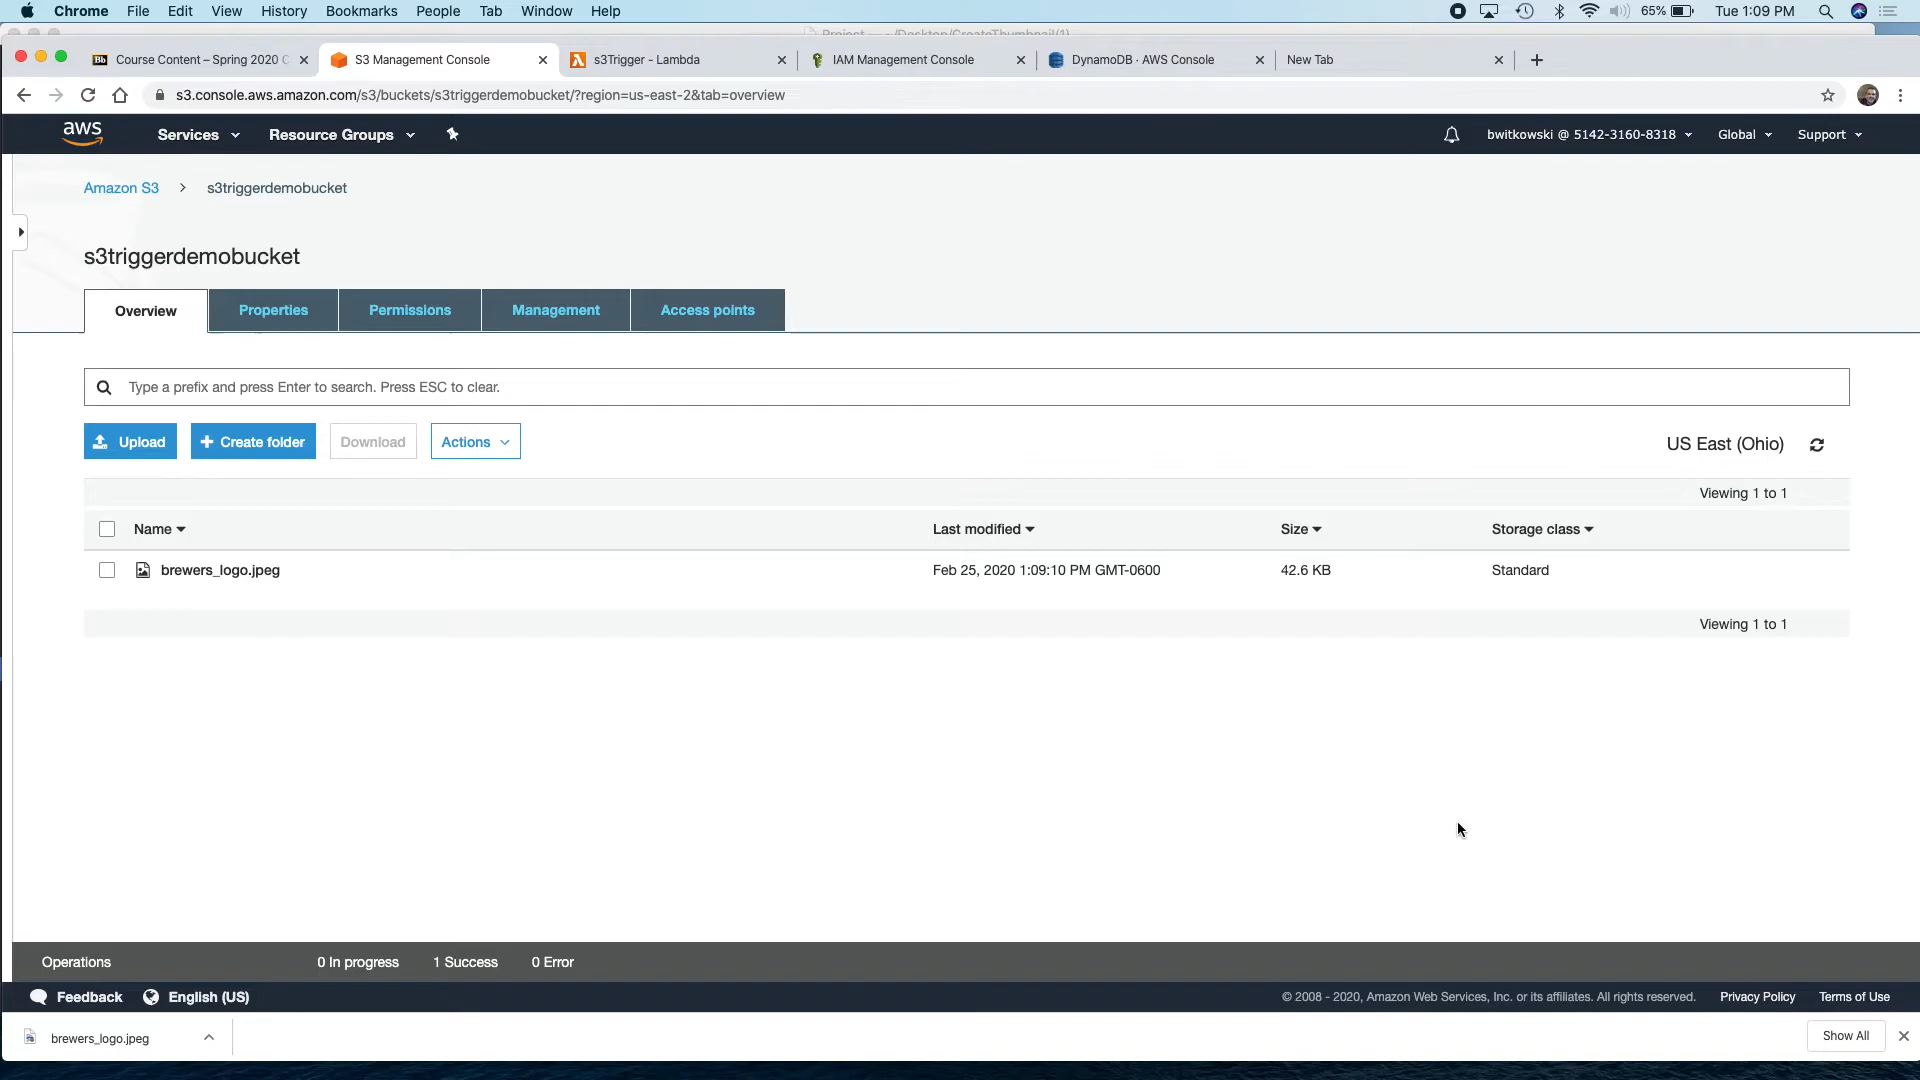 Chrome File Edit View History Bookmarks People Tab Window Help 65% Tue 1:09 PM
Project — ~/Desktop/CreateThumbnail(1)
Bb Course Content – Spring 2020 C S3 Management Console s3Trigger - Lambda IAM Management Console DynamoDB · AWS Console New Tab
s3.console.aws.amazon.com/s3/buckets/s3triggerdemobucket/?region=us-east-2&tab=overview
aws Services Resource Groups bwitkowski @ 5142-3160-8318 Global Support
Amazon S3 > s3triggerdemobucket
s3triggerdemobucket
Overview Properties Permissions Management Access points
Type a prefix and press Enter to search. Press ESC to clear.
Upload + Create folder Download Actions US East (Ohio)
Viewing 1 to 1
Name Last modified Size Storage class
brewers_logo.jpeg Feb 25, 2020 1:09:10 PM GMT-0600 42.6 KB Standard
Viewing 1 to 1
Operations 0 In progress 1 Success 0 Error
Feedback English (US) © 2008 - 2020, Amazon Web Services, Inc. or its affiliates. All rights reserved. Privacy Policy Terms of Use
brewers_logo.jpeg Show All